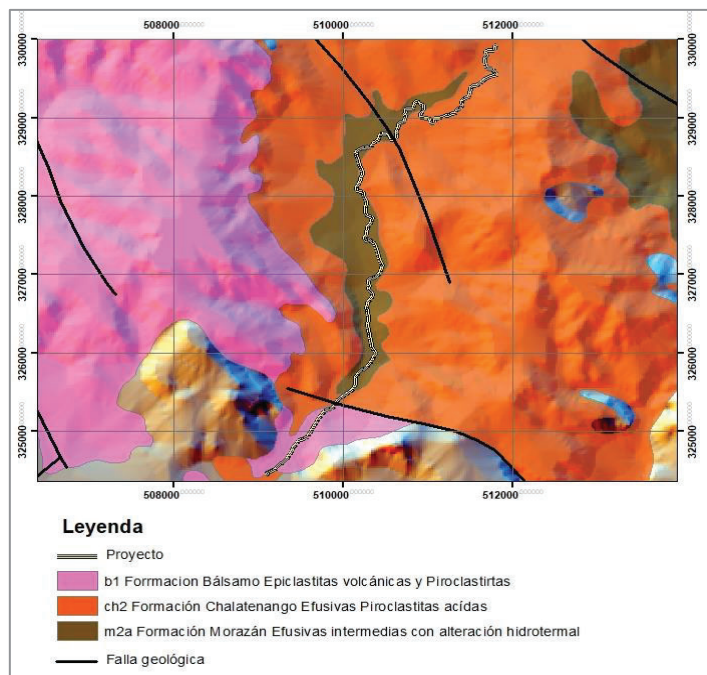 508000 510000 512000
330000 330000
329000 329000
328000 328000
327000 327000
326000 326000
325000 325000
508000 510000 512000
Leyenda
Proyecto
b1 Forrmacion Bálsamo Epiclastitas volcánicas y Piroclastirtas
ch2 Formación Chalatenango Efusivas Piroclastitas acídas
m2a Formación Morazán Efusivas intermedias con alteración hidrotermal
Falla geológica